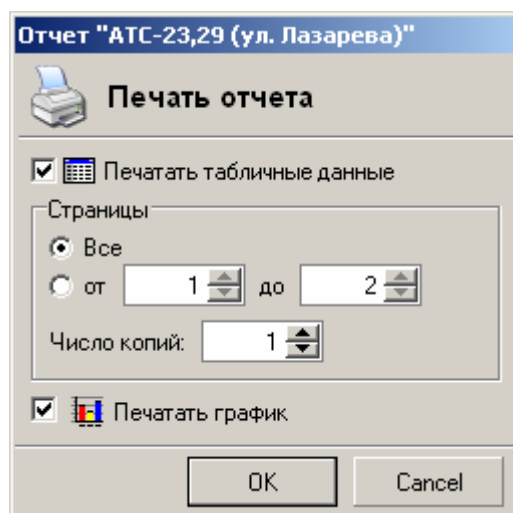 Отчет "АТС-23,29 (ул. Лазарева)"
Печать отчета
Печатать табличные данные
Страницы
Все
от 1 до 2
Число копий: 1
Печатать график
OK Cancel